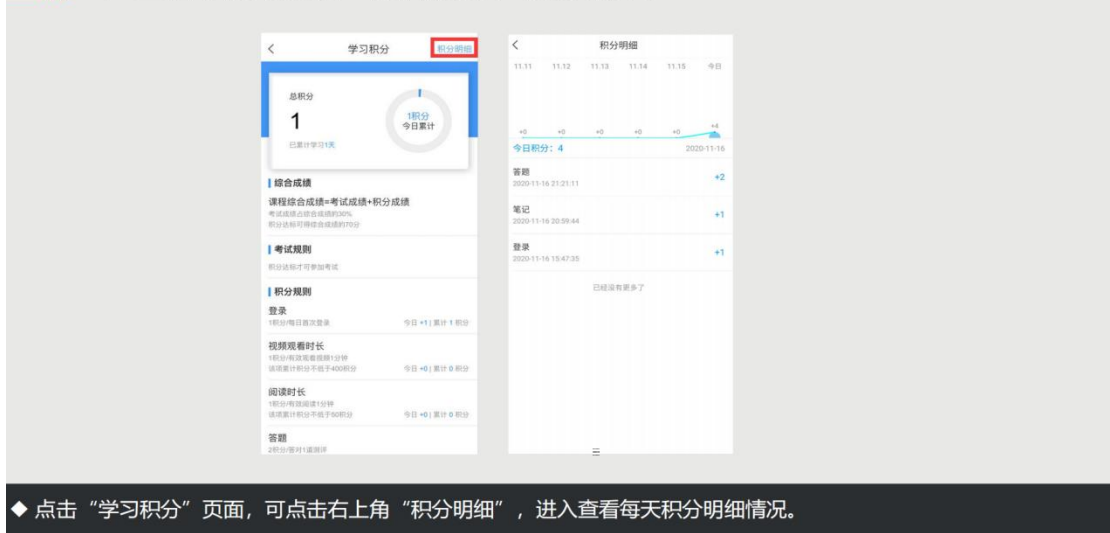 学习积分
积分明细
总积分
1
已累计学习1天
1积分
今日累计
综合成绩
课程综合成绩=考试成绩+积分成绩
考试成绩占综合成绩的30%
积分达标可得综合成绩的70分
考试规则
积分达标才可参加考试
积分规则
登录
1积分/每日首次登录
今日 +1 | 累计 1 积分
视频观看时长
1积分/有效观看视频1分钟
该项累计积分不低于400积分
今日 +0 | 累计 0 积分
阅读时长
1积分/有效阅读1分钟
该项累计积分不低于50积分
今日 +0 | 累计 0 积分
答题
2积分/答对1道测评
积分明细
11.11 11.12 11.13 11.14 11.15 今日
+0 +0 +0 +0 +0 +4
今日积分：4
2020-11-16
答题
2020-11-16 21:21:11
+2
笔记
2020-11-16 20:59:44
+1
登录
2020-11-16 15:47:35
+1
已经没有更多了
◆ 点击“学习积分”页面，可点击右上角“积分明细”，进入查看每天积分明细情况。